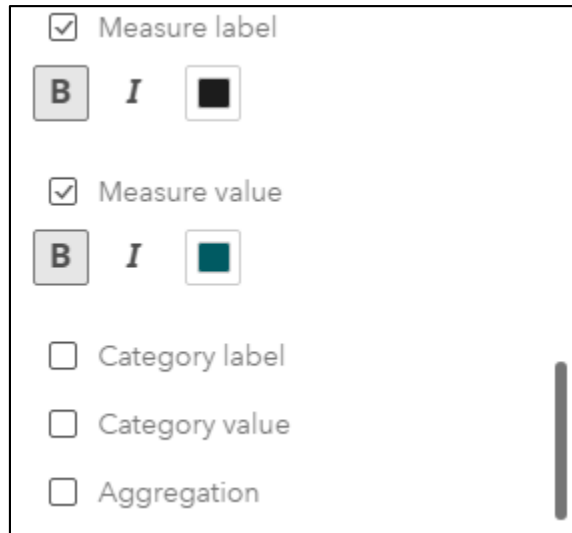 Measure label
B I
Measure value
B I
Category label
Category value
Aggregation